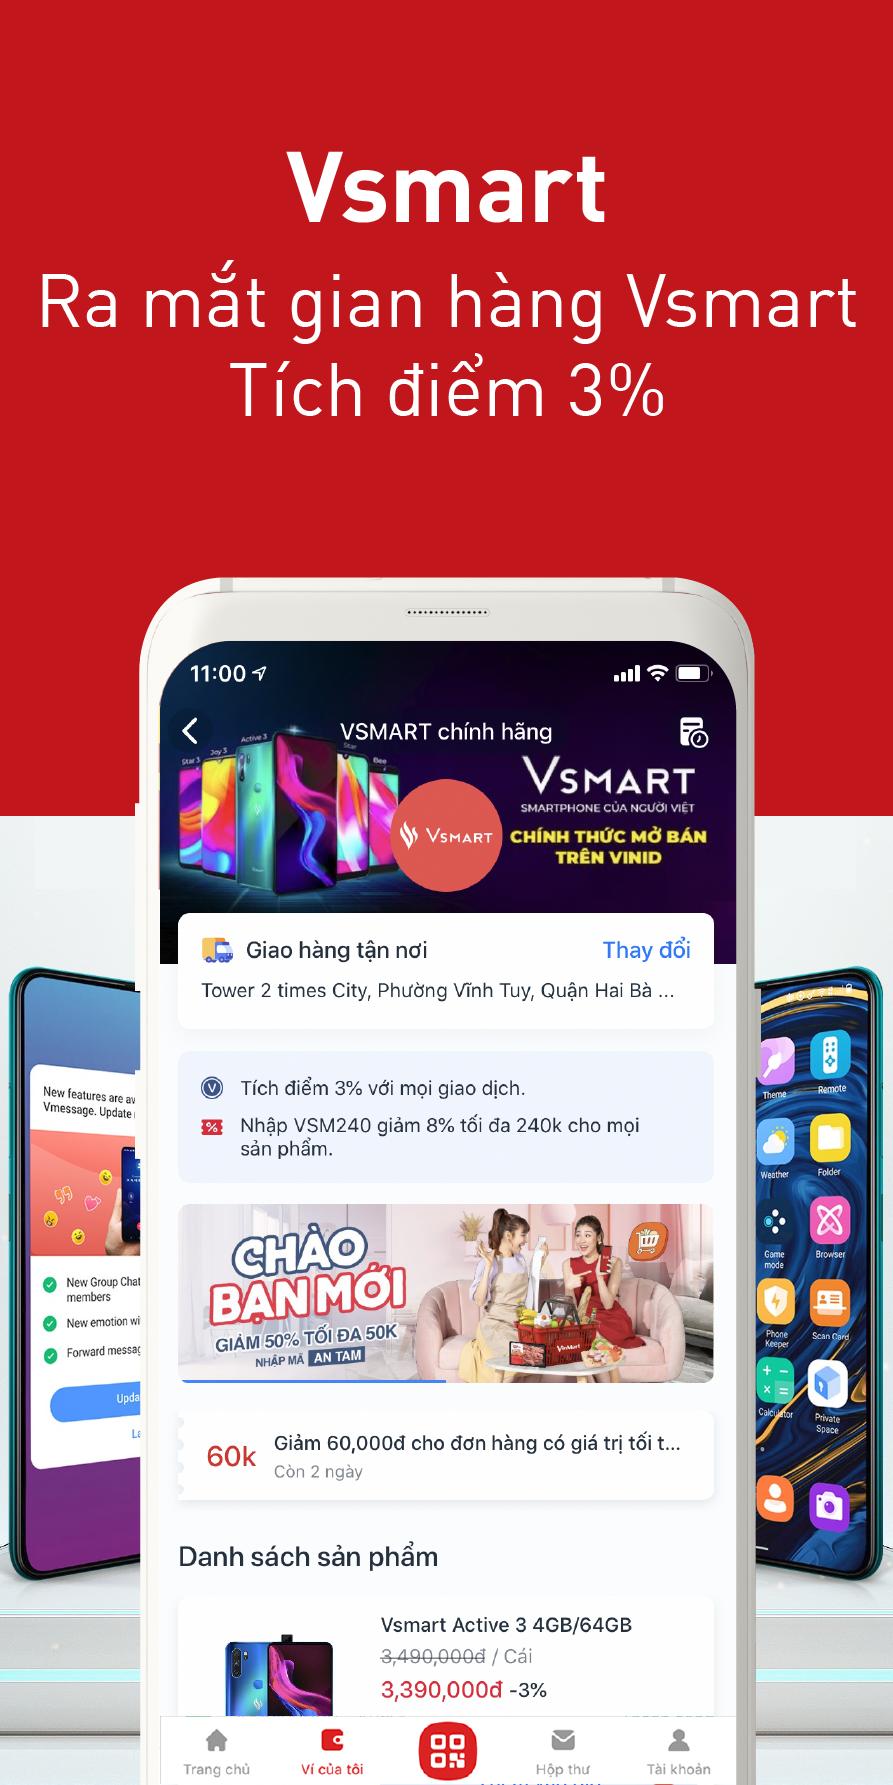 Vsmart
Ra mắt gian hàng Vsmart
Tích điểm 3%
11:00
VSMART chính hãng
Star 3
Joy 3
Active 3
Star
Bee
VSMART
SMARTPHONE CỦA NGƯỜI VIỆT
VSMART
CHÍNH THỨC MỞ BÁN
TRÊN VINID
Giao hàng tận nơi
Thay đổi
Tower 2 times City, Phường Vĩnh Tuy, Quận Hai Bà ...
Tích điểm 3% với mọi giao dịch.
Nhập VSM240 giảm 8% tối đa 240k cho mọi
sản phẩm.
CHÀO
BẠN MỚI
GIẢM 50% TỐI ĐA 50K
NHẬP MÃ AN TAM
VinMart
60k
Giảm 60,000đ cho đơn hàng có giá trị tối t...
Còn 2 ngày
Danh sách sản phẩm
Vsmart Active 3 4GB/64GB
3,490,000đ / Cái
3,390,000đ -3%
Trang chủ
Ví của tôi
Hộp thư
Tài khoản
New features are av
Vmessage. Update
New Group Chat
members
New emotion wi
Forward messag
Upda
La
Theme
Remote
Weather
Folder
Game
mode
Browser
Phone
Keeper
Scan Card
Calculator
Private
Space